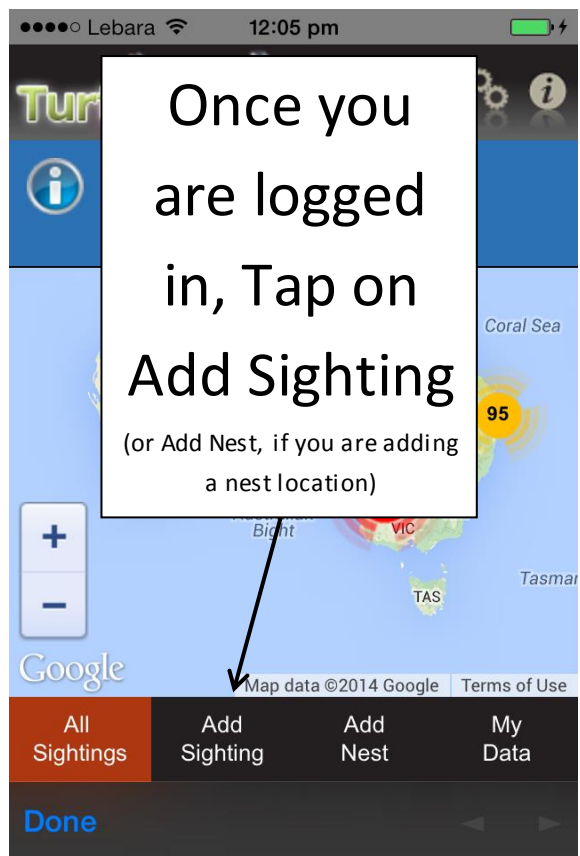 Lebara 12:05 pm
Tur
Once you
are logged
in, Tap on
Add Sighting
(or Add Nest, if you are adding
a nest location)
Coral Sea
95
Bight
VIC
TAS
Tasman
+
−
Google
Map data ©2014 Google Terms of Use
All Sightings
Add Sighting
Add Nest
My Data
Done